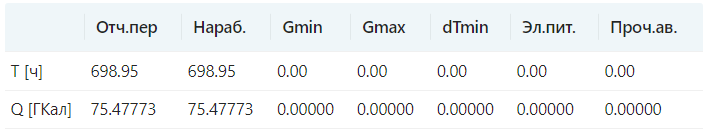 Отч.пер Нараб. Gmin Gmax dTmin Эл.пит. Проч.ав.
T [ч] 698.95 698.95 0.00 0.00 0.00 0.00 0.00
Q [ГКал] 75.47773 75.47773 0.00000 0.00000 0.00000 0.00000 0.00000